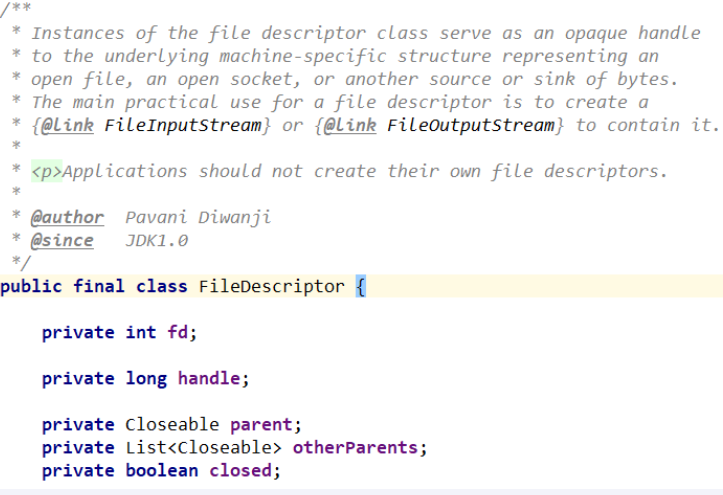 /**
 * Instances of the file descriptor class serve as an opaque handle
 * to the underlying machine-specific structure representing an
 * open file, an open socket, or another source or sink of bytes.
 * The main practical use for a file descriptor is to create a
 * {@link FileInputStream} or {@link FileOutputStream} to contain it.
 *
 * <p>Applications should not create their own file descriptors.
 *
 * @author  Pavani Diwanji
 * @since   JDK1.0
 */
public final class FileDescriptor {
    private int fd;
    private long handle;
    private Closeable parent;
    private List<Closeable> otherParents;
    private boolean closed;